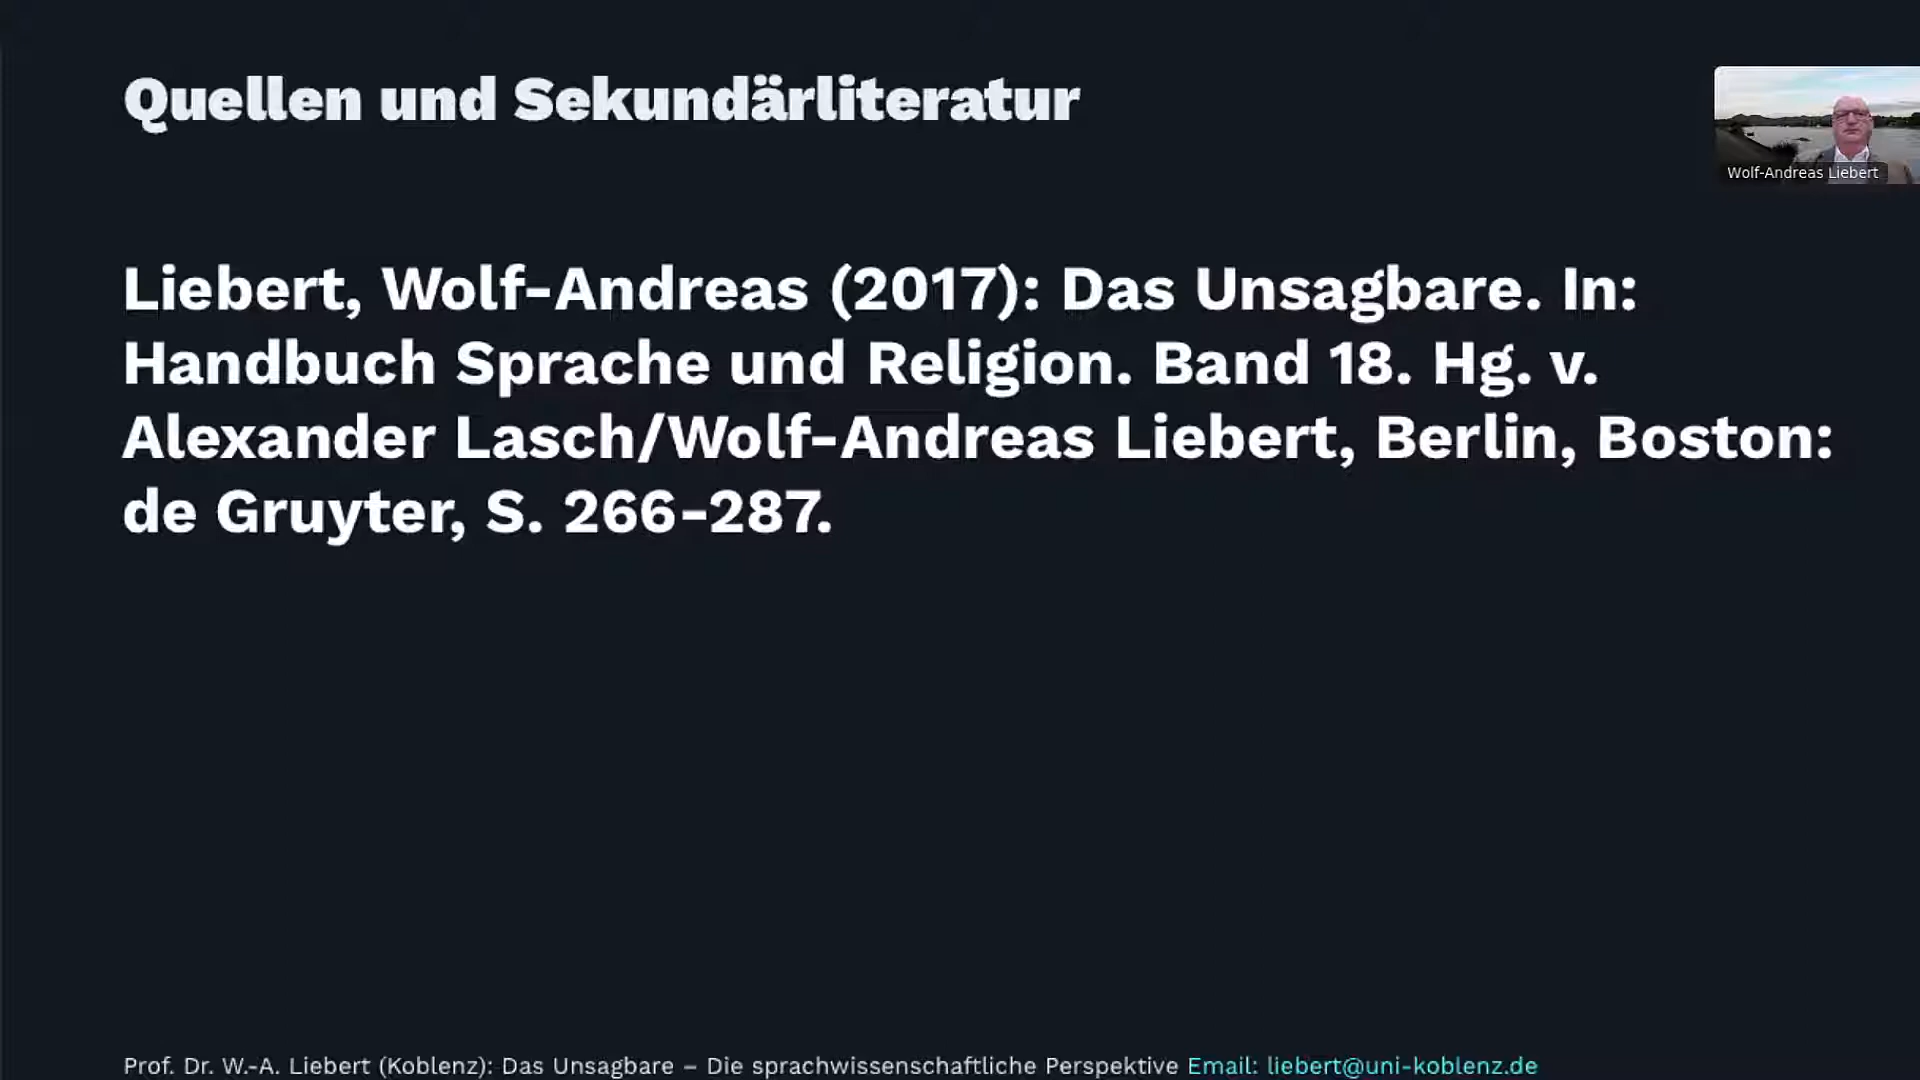 Quellen und Sekundärliteratur
Wolf-Andreas Liebert
Liebert, Wolf-Andreas (2017): Das Unsagbare. In:
Handbuch Sprache und Religion. Band 18. Hg. v.
Alexander Lasch/Wolf-Andreas Liebert, Berlin, Boston:
de Gruyter, S. 266-287.
Prof. Dr. W.-A. Liebert (Koblenz): Das Unsagbare – Die sprachwissenschaftliche Perspektive Email: liebert@uni-koblenz.de